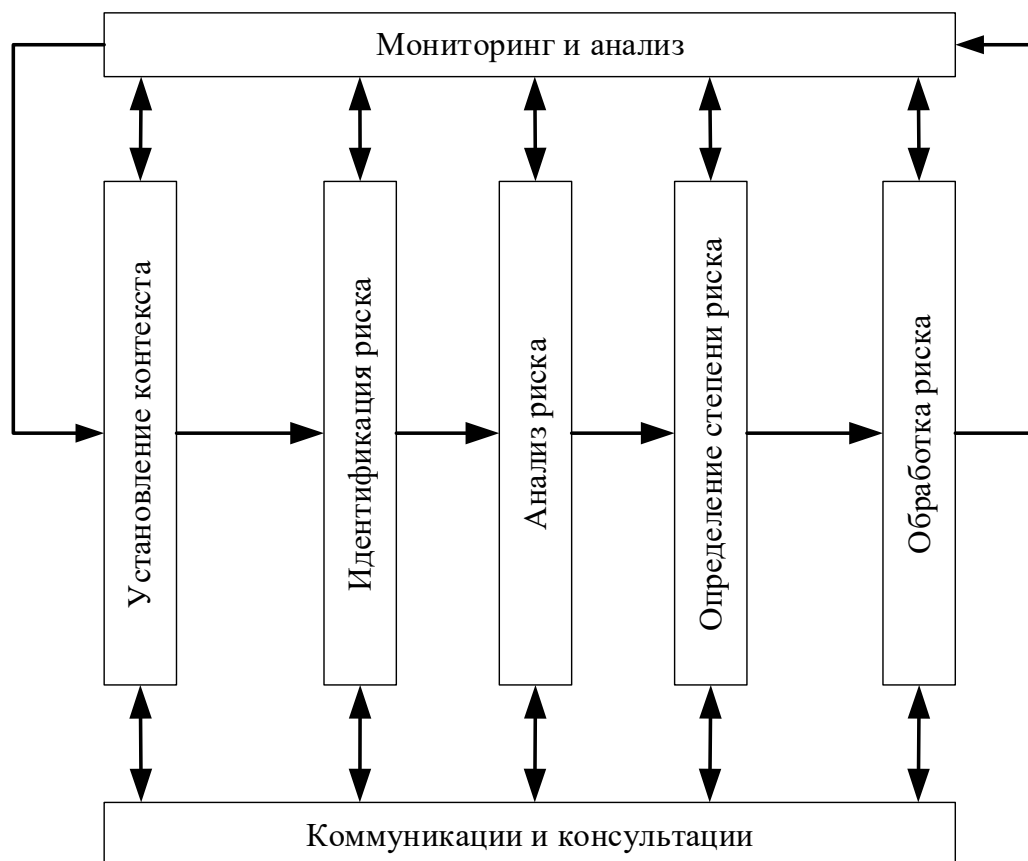 Мониторинг и анализ
Установление контекста
Идентификация риска
Анализ риска
Определение степени риска
Обработка риска
Коммуникации и консультации